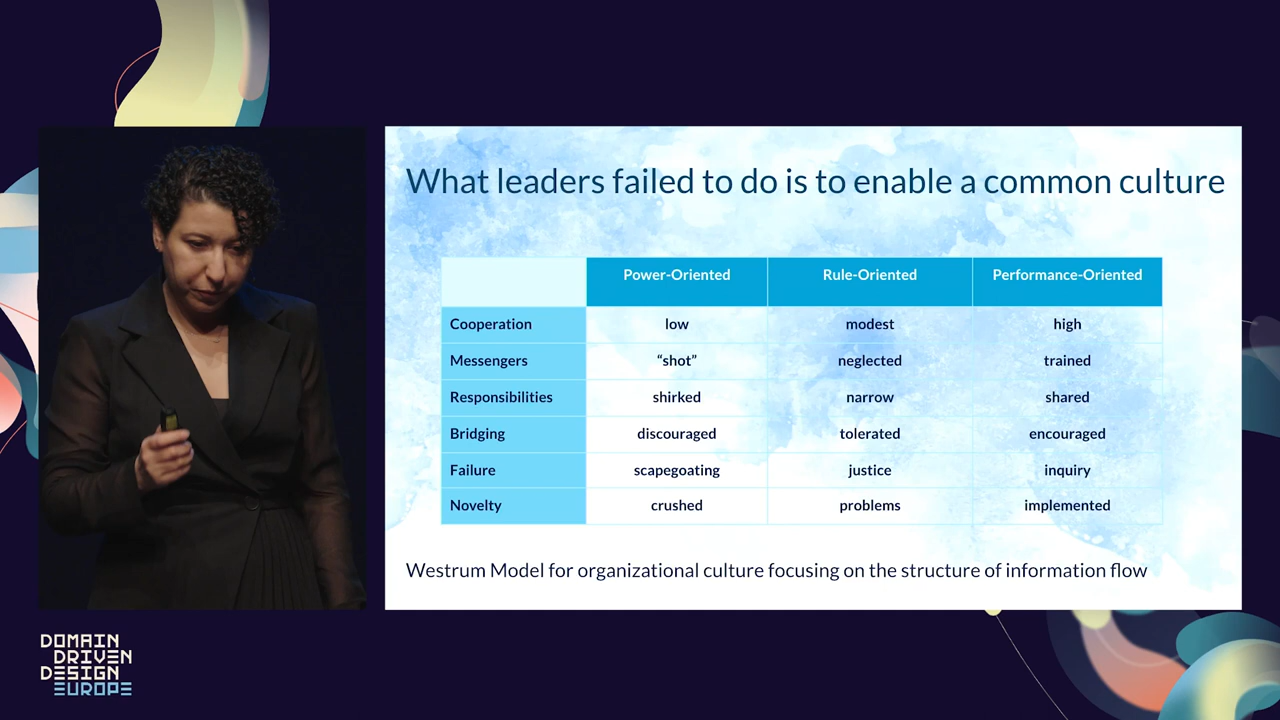 What leaders failed to do is to enable a common culture
Power-Oriented Rule-Oriented Performance-Oriented
Cooperation low modest high
Messengers “shot” neglected trained
Responsibilities shirked narrow shared
Bridging discouraged tolerated encouraged
Failure scapegoating justice inquiry
Novelty crushed problems implemented
Westrum Model for organizational culture focusing on the structure of information flow
DOMAIN
DRIVEN
DESIGN
EUROPE